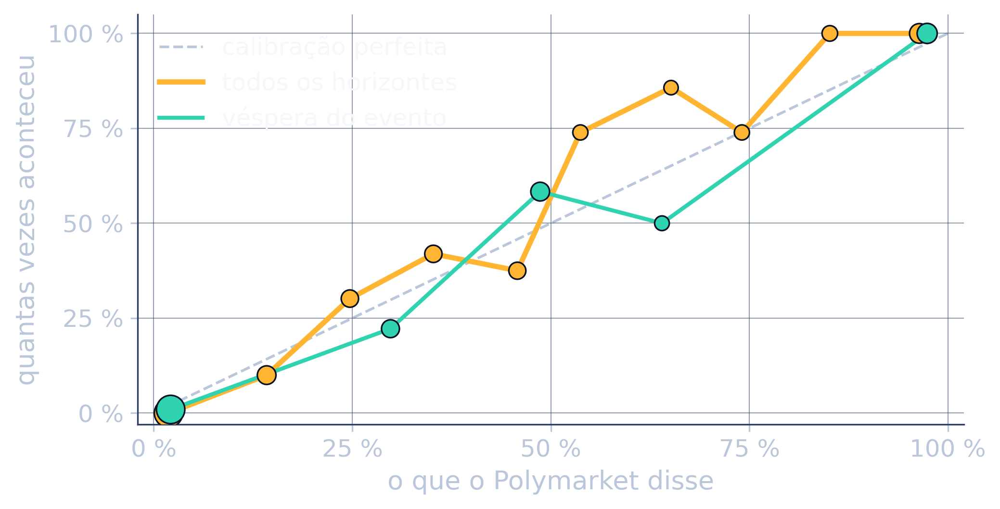 100 %
75 %
50 %
25 %
0 %
quantas vezes aconteceu
calibração perfeita
todos os horizontes
véspera do evento
0 %
25 %
50 %
75 %
100 %
o que o Polymarket disse